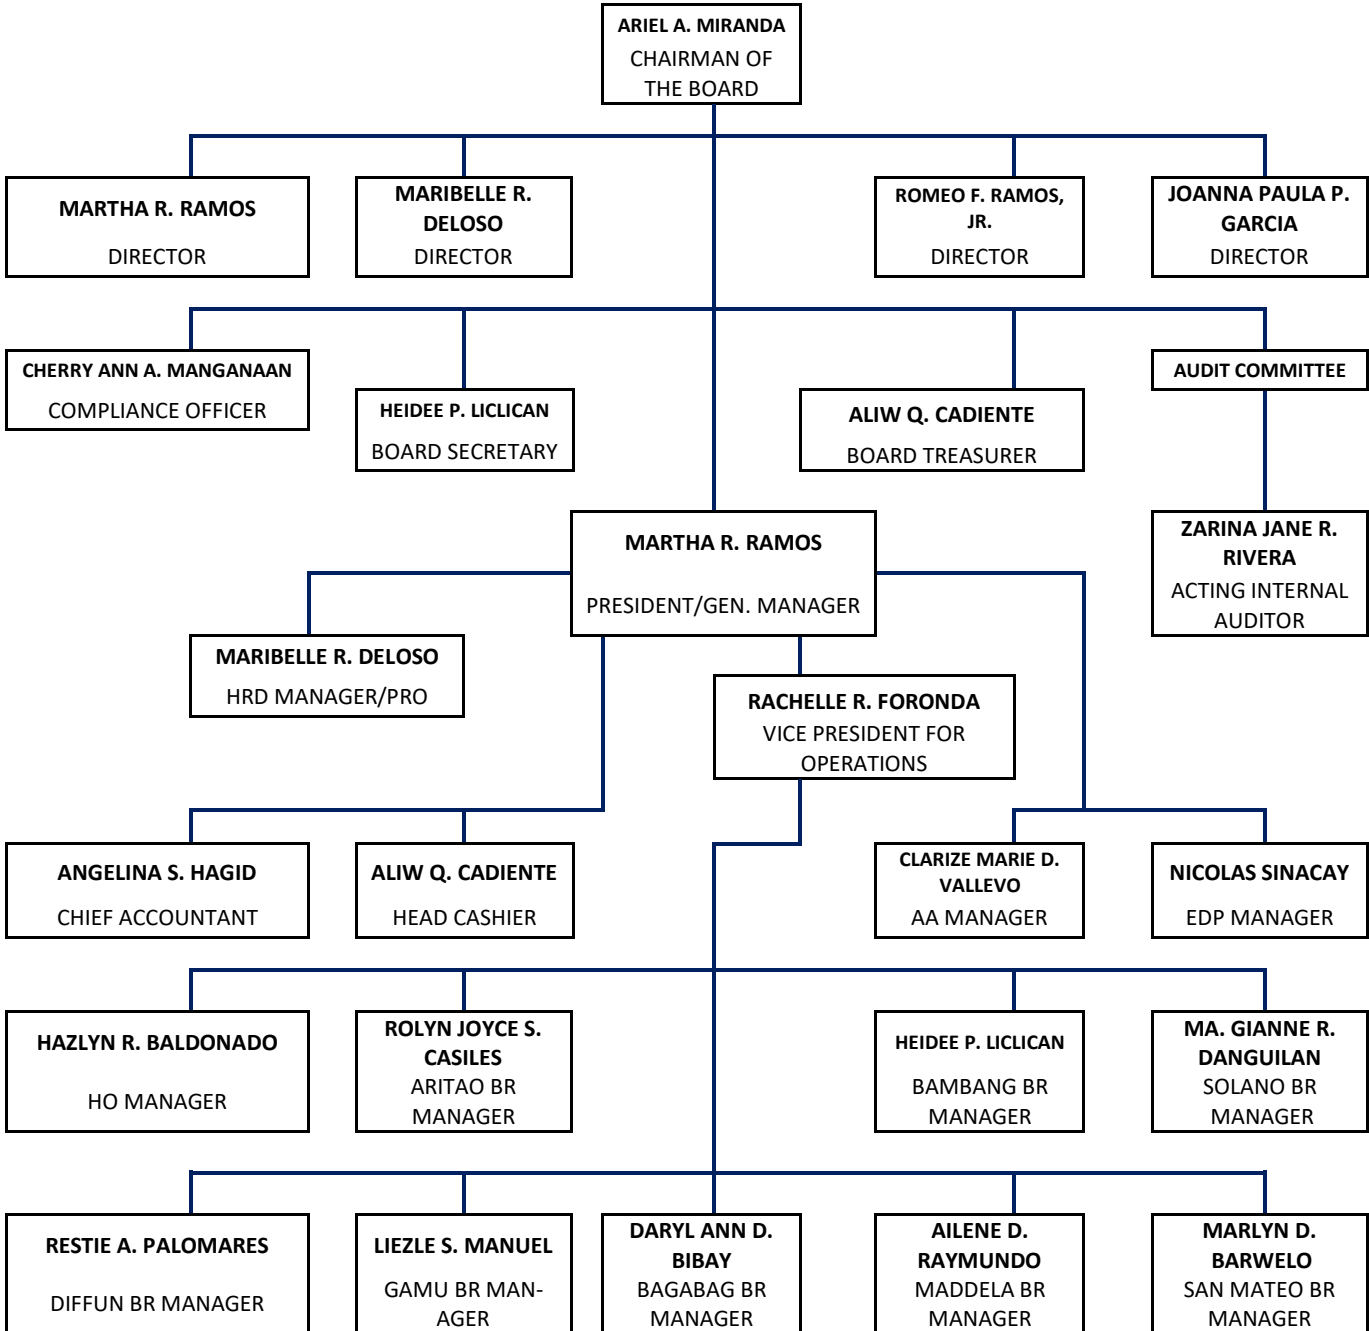 ARIEL A. MIRANDA
CHAIRMAN OF
THE BOARD
MARTHA R. RAMOS
DIRECTOR
MARIBELLE R.
DELOSO
DIRECTOR
ROMEO F. RAMOS,
JR.
DIRECTOR
JOANNA PAULA P.
GARCIA
DIRECTOR
CHERRY ANN A. MANGANAAN
COMPLIANCE OFFICER
HEIDEE P. LICLICAN
BOARD SECRETARY
ALIW Q. CADIENTE
BOARD TREASURER
AUDIT COMMITTEE
MARTHA R. RAMOS
PRESIDENT/GEN. MANAGER
ZARINA JANE R.
RIVERA
ACTING INTERNAL
AUDITOR
MARIBELLE R. DELOSO
HRD MANAGER/PRO
RACHELLE R. FORONDA
VICE PRESIDENT FOR
OPERATIONS
ANGELINA S. HAGID
CHIEF ACCOUNTANT
ALIW Q. CADIENTE
HEAD CASHIER
CLARIZE MARIE D.
VALLEVO
AA MANAGER
NICOLAS SINACAY
EDP MANAGER
HAZLYN R. BALDONADO
HO MANAGER
ROLYN JOYCE S.
CASILES
ARITAO BR
MANAGER
HEIDEE P. LICLICAN
BAMBANG BR
MANAGER
MA. GIANNE R.
DANGUILAN
SOLANO BR
MANAGER
RESTIE A. PALOMARES
DIFFUN BR MANAGER
LIEZLE S. MANUEL
GAMU BR MAN-
AGER
DARYL ANN D.
BIBAY
BAGABAG BR
MANAGER
AILENE D.
RAYMUNDO
MADDELA BR
MANAGER
MARLYN D.
BARWELO
SAN MATEO BR
MANAGER